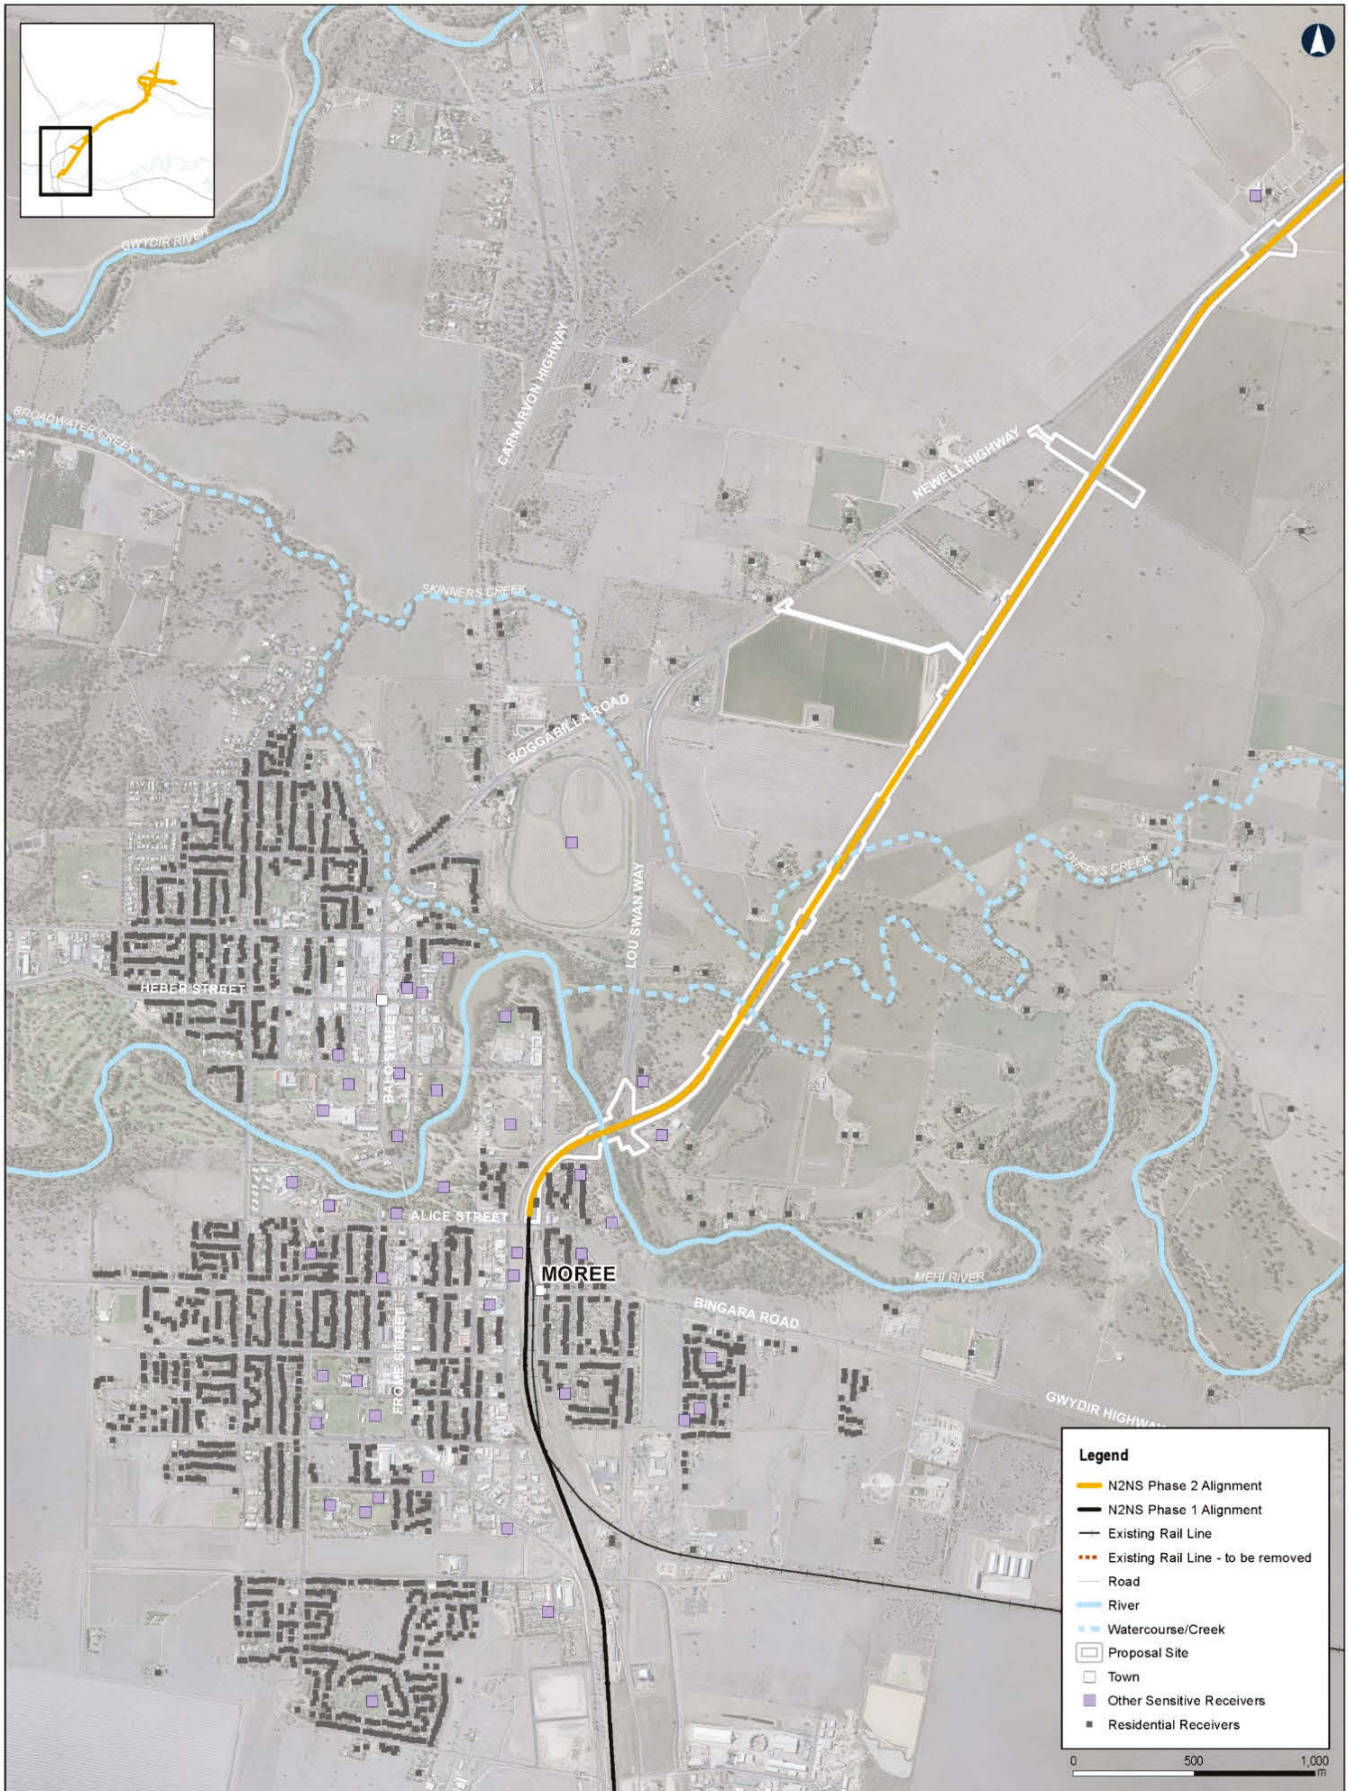 GWYDIR RIVER
CARNARVON HIGHWAY
BROADWATER CREEK
NEWELL HIGHWAY
SKINNERS CREEK
BOGGABILLA ROAD
DUFFYS CREEK
LOU SWAN WAY
HEBER STREET
BALO STREET
ALICE STREET
MOREE
MEHI RIVER
BINGARA ROAD
FROME STREET
GWYDIR HIGHWAY
Legend
N2NS Phase 2 Alignment
N2NS Phase 1 Alignment
Existing Rail Line
Existing Rail Line - to be removed
Road
River
Watercourse/Creek
Proposal Site
Town
Other Sensitive Receivers
Residential Receivers
0 500 1,000
m